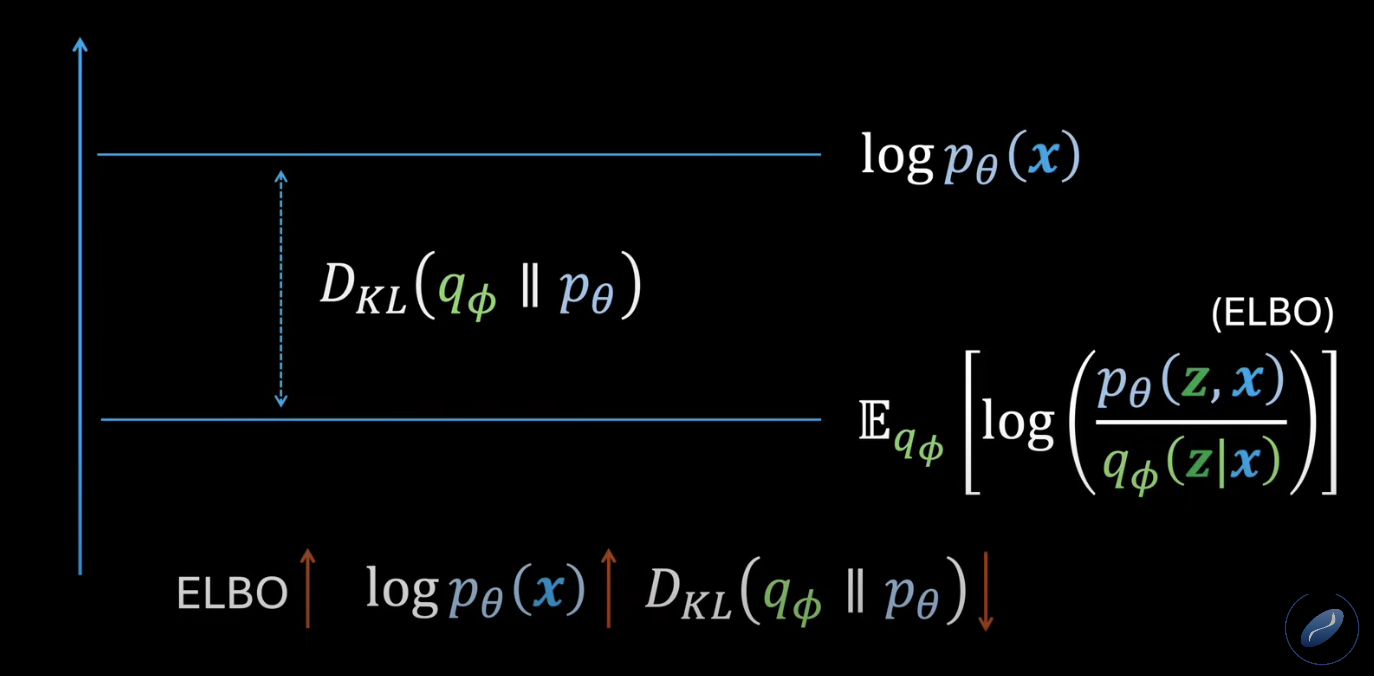 log p_θ(x)
D_KL(q_ϕ ∥ p_θ)
(ELBO)
𝔼_{q_ϕ} [log (p_θ(z, x) / q_ϕ(z|x))]
ELBO ↑ log p_θ(x) ↑ D_KL(q_ϕ ∥ p_θ) ↓